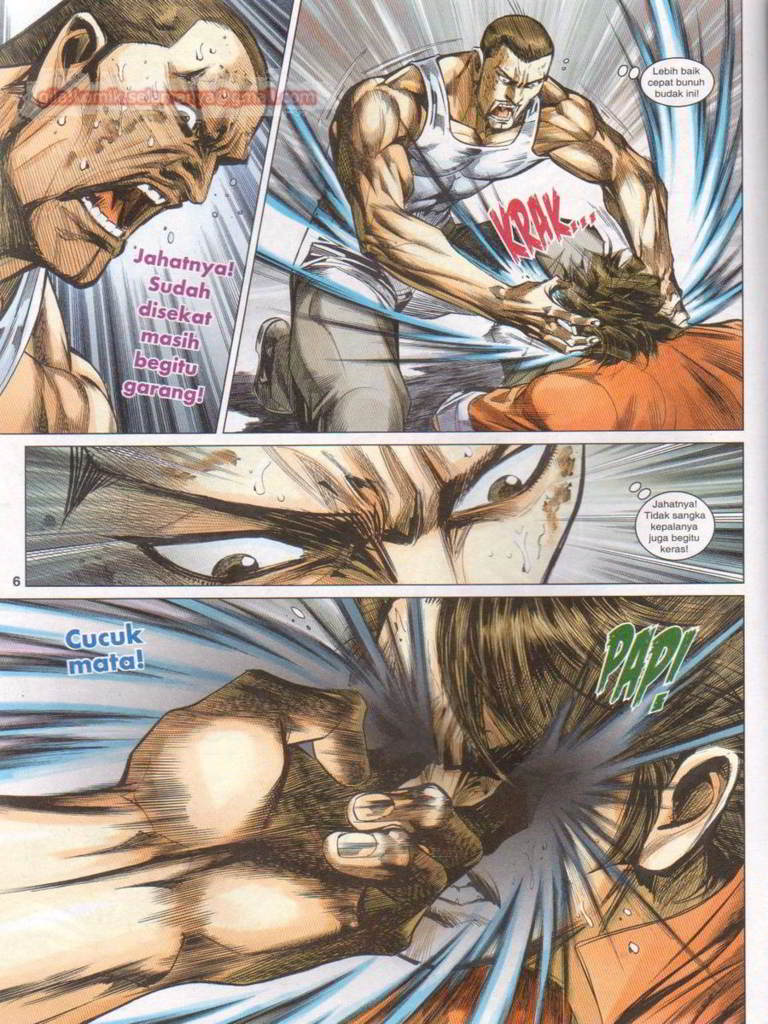 Jahatnya!
Sudah
disekat
masih
begitu
garang!
Lebih baik
cepat bunuh
budak ini!
KRAK...
Jahatnya!
Tidak sangka
kepalanya
juga begitu
keras!
6
Cucuk
mata!
PAP!